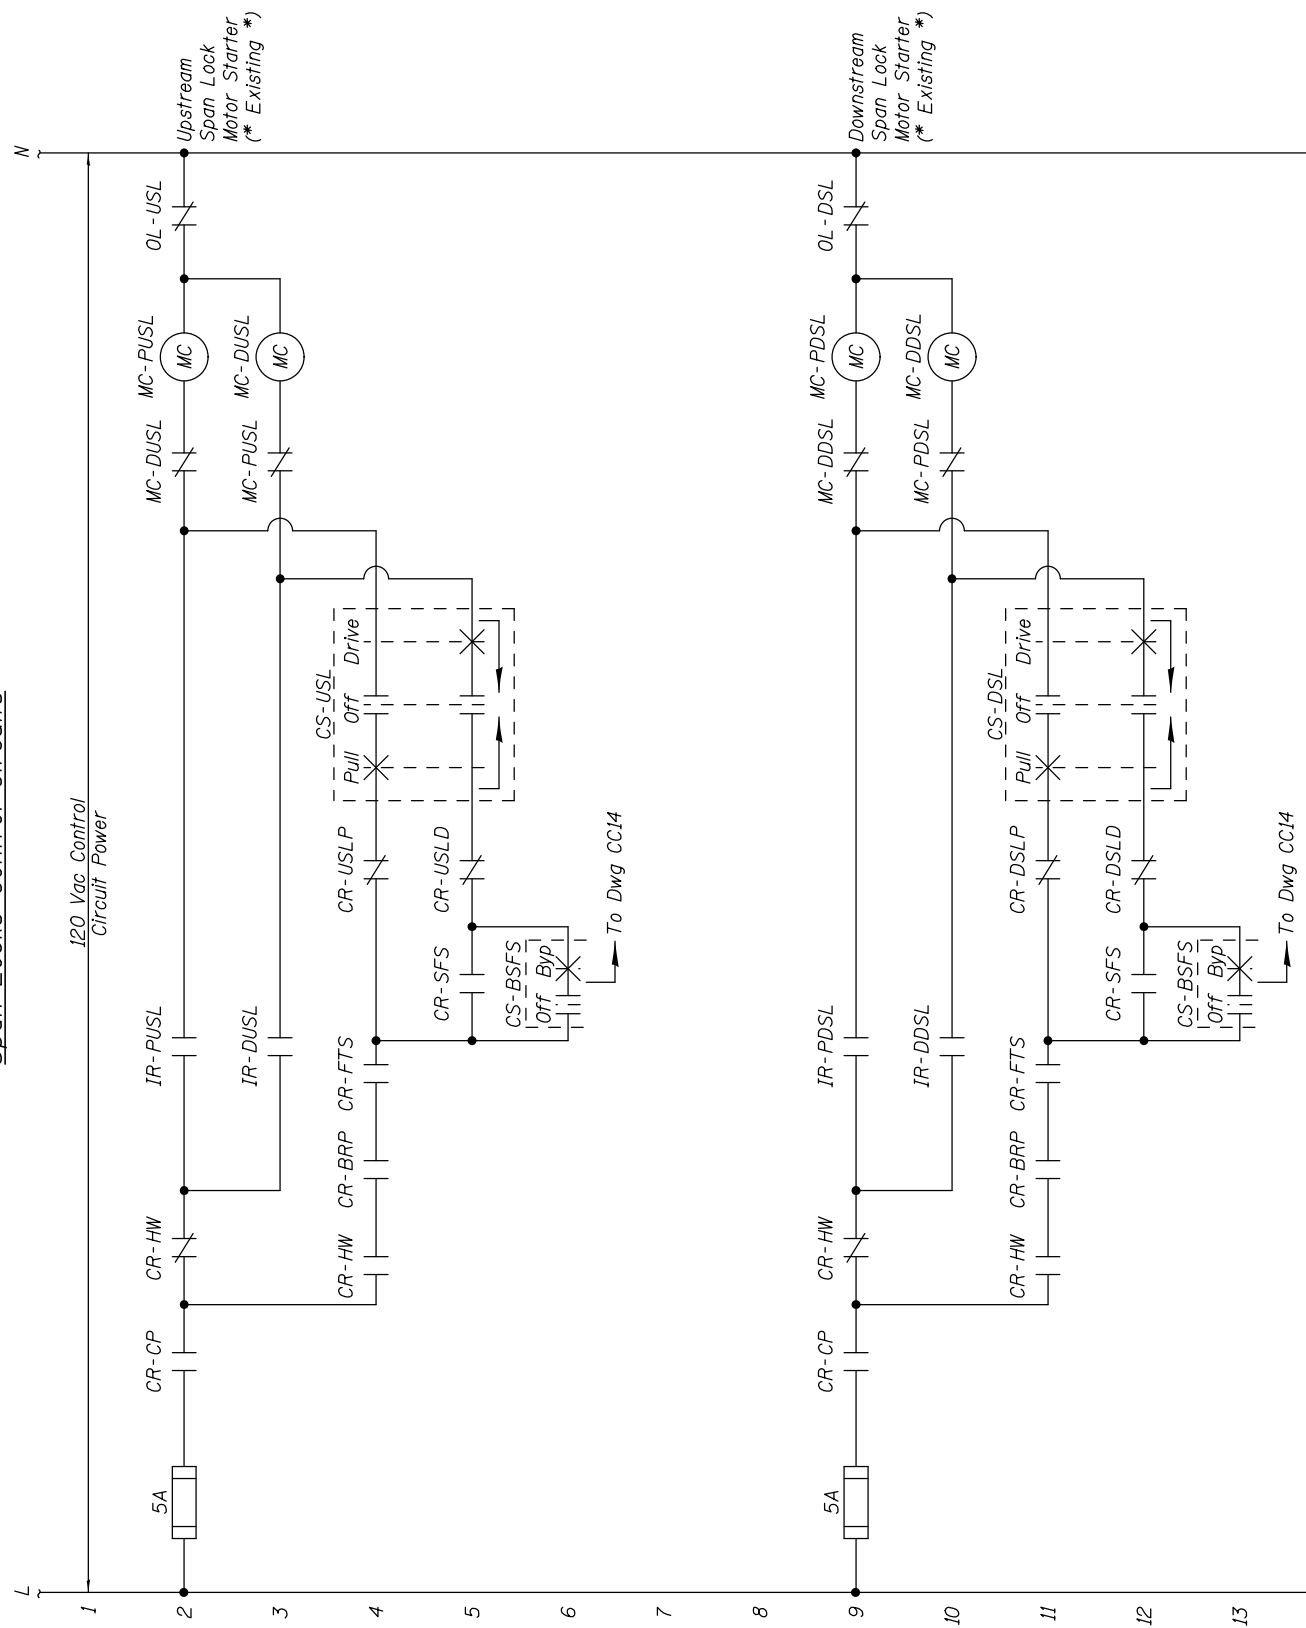 L
N
1
120 Vac Control
Circuit Power
2
5A
CR-CP
CR-HW
IR-PUSL
MC-DUSL
MC-PUSL
MC
OL-USL
Upstream
Span Lock
Motor Starter
(* Existing *)
3
IR-DUSL
MC-PUSL
MC-DUSL
MC
4
CR-HW
CR-BRP
CR-FTS
CR-USLP
CS-USL
Pull Off Drive
5
CR-SFS
CR-USLD
6
CS-BSFS
Off Byp
To Dwg CC14
7
8
9
5A
CR-CP
CR-HW
IR-PDSL
MC-DDSL
MC-PDSL
MC
OL-DSL
Downstream
Span Lock
Motor Starter
(* Existing *)
10
IR-DDSL
MC-PDSL
MC-DDSL
MC
11
CR-HW
CR-BRP
CR-FTS
CR-DSLP
CS-DSL
Pull Off Drive
12
CR-SFS
CR-DSLD
13
CS-BSFS
Off Byp
To Dwg CC14